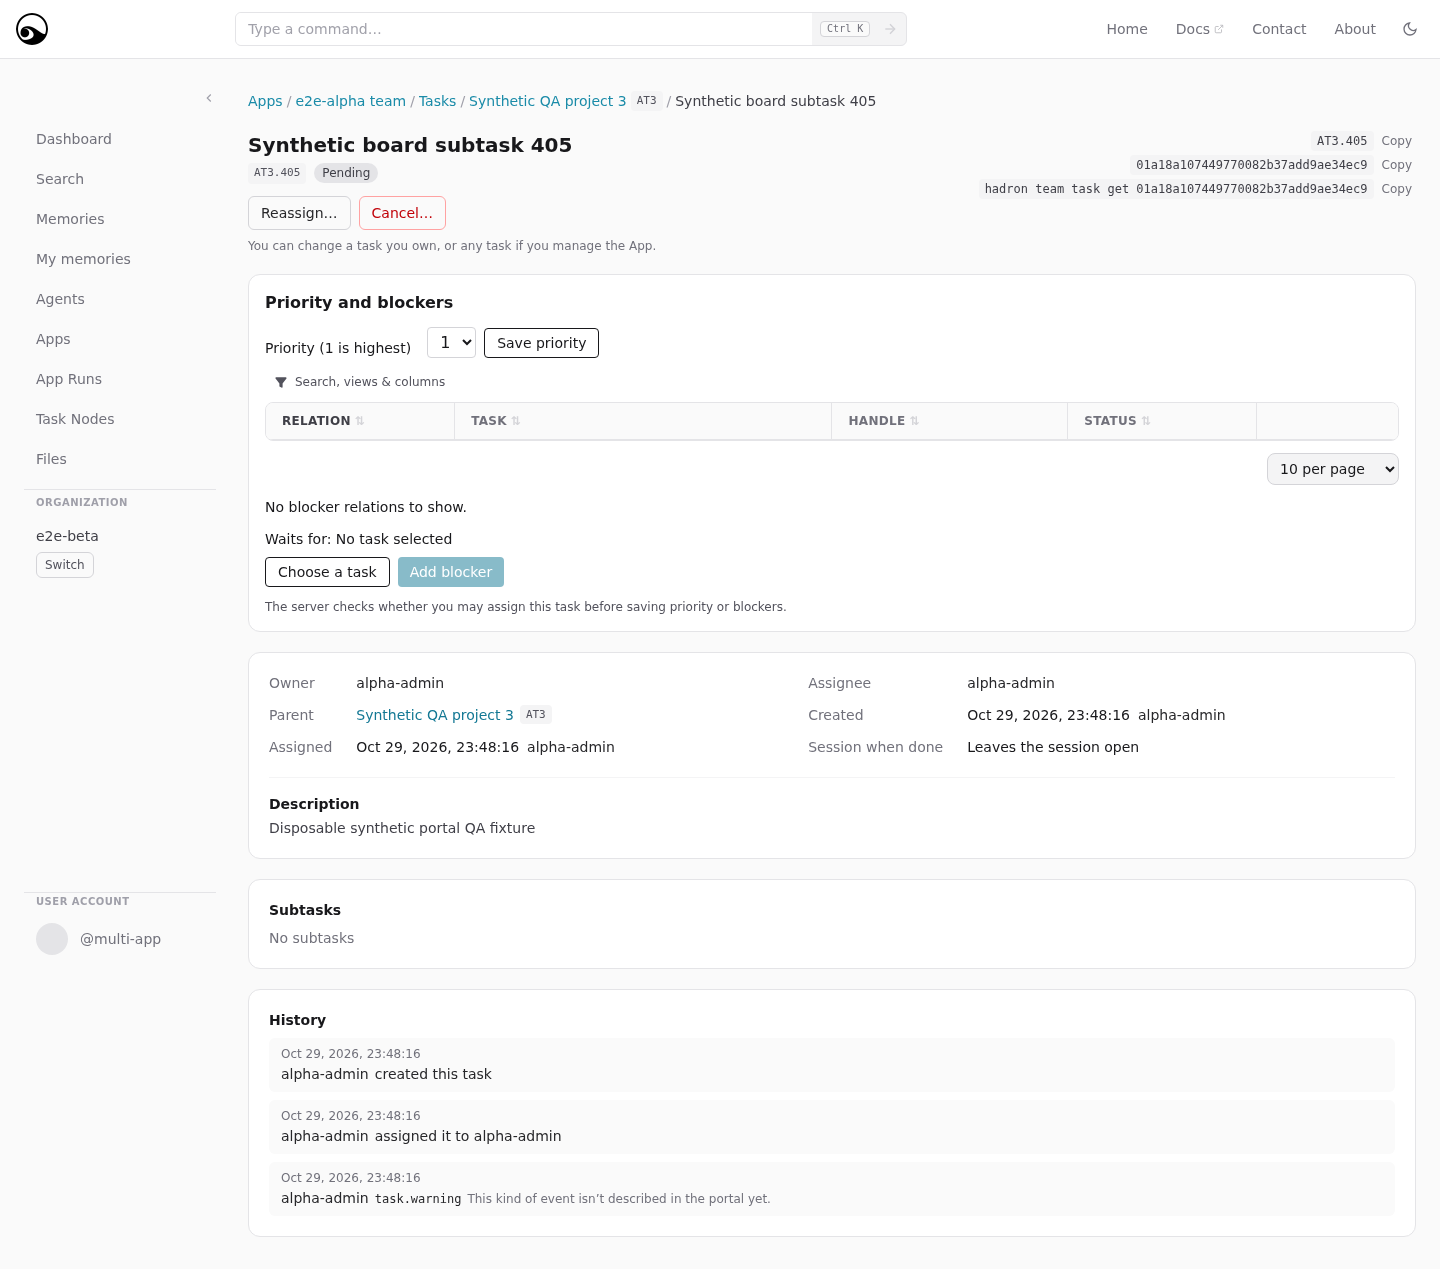 Type a command…
Ctrl K
Home
Docs
Contact
About
Apps / e2e-alpha team / Tasks / Synthetic QA project 3 AT3 / Synthetic board subtask 405
Dashboard
Search
Memories
My memories
Agents
Apps
App Runs
Task Nodes
Files
ORGANIZATION
e2e-beta
Switch
USER ACCOUNT
@multi-app
Synthetic board subtask 405
AT3.405 Pending
AT3.405 Copy
01a18a107449770082b37add9ae34ec9 Copy
hadron team task get 01a18a107449770082b37add9ae34ec9 Copy
Reassign… Cancel…
You can change a task you own, or any task if you manage the App.
Priority and blockers
Priority (1 is highest) 1 Save priority
Search, views & columns
RELATION TASK HANDLE STATUS
10 per page
No blocker relations to show.
Waits for: No task selected
Choose a task Add blocker
The server checks whether you may assign this task before saving priority or blockers.
Owner alpha-admin
Assignee alpha-admin
Parent Synthetic QA project 3 AT3
Created Oct 29, 2026, 23:48:16 alpha-admin
Assigned Oct 29, 2026, 23:48:16 alpha-admin
Session when done Leaves the session open
Description
Disposable synthetic portal QA fixture
Subtasks
No subtasks
History
Oct 29, 2026, 23:48:16
alpha-admin created this task
Oct 29, 2026, 23:48:16
alpha-admin assigned it to alpha-admin
Oct 29, 2026, 23:48:16
alpha-admin task.warning This kind of event isn’t described in the portal yet.